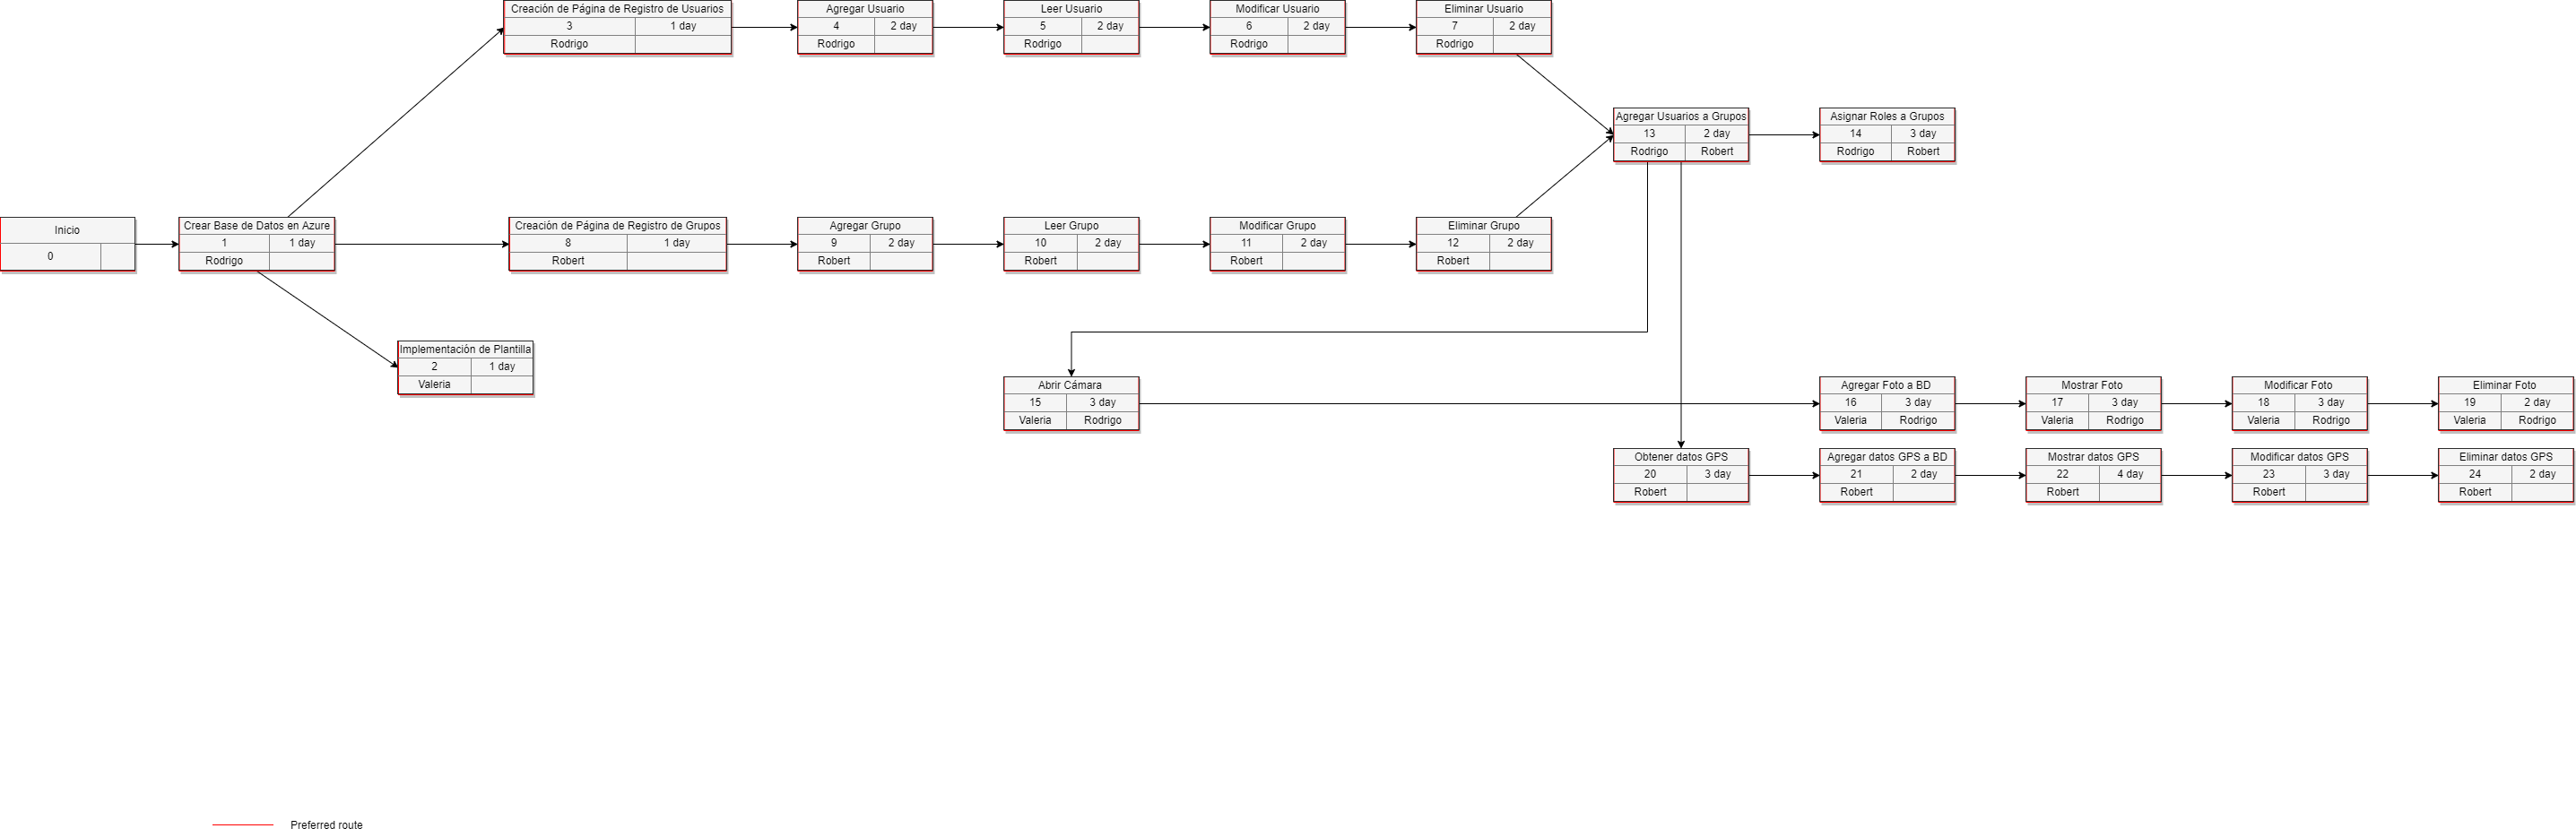 Creación de Página de Registro de Usuarios
3 1 day
Rodrigo
Agregar Usuario
4 2 day
Rodrigo
Leer Usuario
5 2 day
Rodrigo
Modificar Usuario
6 2 day
Rodrigo
Eliminar Usuario
7 2 day
Rodrigo
Agregar Usuarios a Grupos
13 2 day
Rodrigo Robert
Asignar Roles a Grupos
14 3 day
Rodrigo Robert
Inicio
0
Crear Base de Datos en Azure
1 1 day
Rodrigo
Creación de Página de Registro de Grupos
8 1 day
Robert
Agregar Grupo
9 2 day
Robert
Leer Grupo
10 2 day
Robert
Modificar Grupo
11 2 day
Robert
Eliminar Grupo
12 2 day
Robert
Implementación de Plantilla
2 1 day
Valeria
Abrir Cámara
15 3 day
Valeria Rodrigo
Agregar Foto a BD
16 3 day
Valeria Rodrigo
Mostrar Foto
17 3 day
Valeria Rodrigo
Modificar Foto
18 3 day
Valeria Rodrigo
Eliminar Foto
19 2 day
Valeria Rodrigo
Obtener datos GPS
20 3 day
Robert
Agregar datos GPS a BD
21 2 day
Robert
Mostrar datos GPS
22 4 day
Robert
Modificar datos GPS
23 3 day
Robert
Eliminar datos GPS
24 2 day
Robert
Preferred route